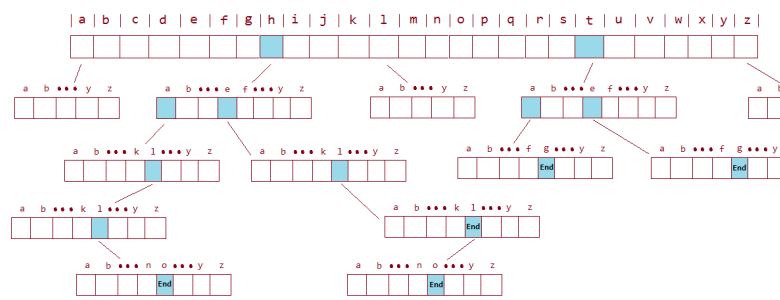 a b c d e f g h i j k l m n o p q r s t u v w x y z
a b ••• y z
a b ••• e f ••• y z
a b ••• y z
a b ••• e f ••• y z
a b
a b ••• k l ••• y z
a b ••• k l ••• y z
a b ••• f g ••• y z
End
a b ••• f g ••• y
End
a b ••• k l ••• y z
a b ••• k l ••• y z
End
a b ••• n o ••• y z
End
a b ••• n o ••• y z
End